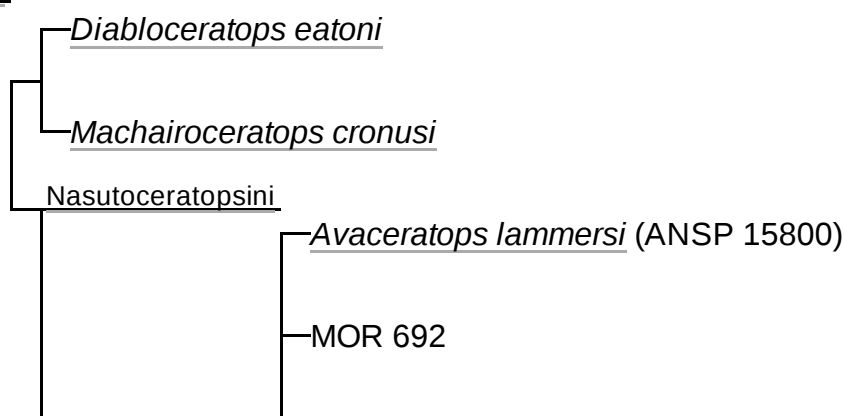 Diabloceratops eatoni
Machairoceratops cronusi
Nasutoceratopsini
Avaceratops lammersi (ANSP 15800)
MOR 692